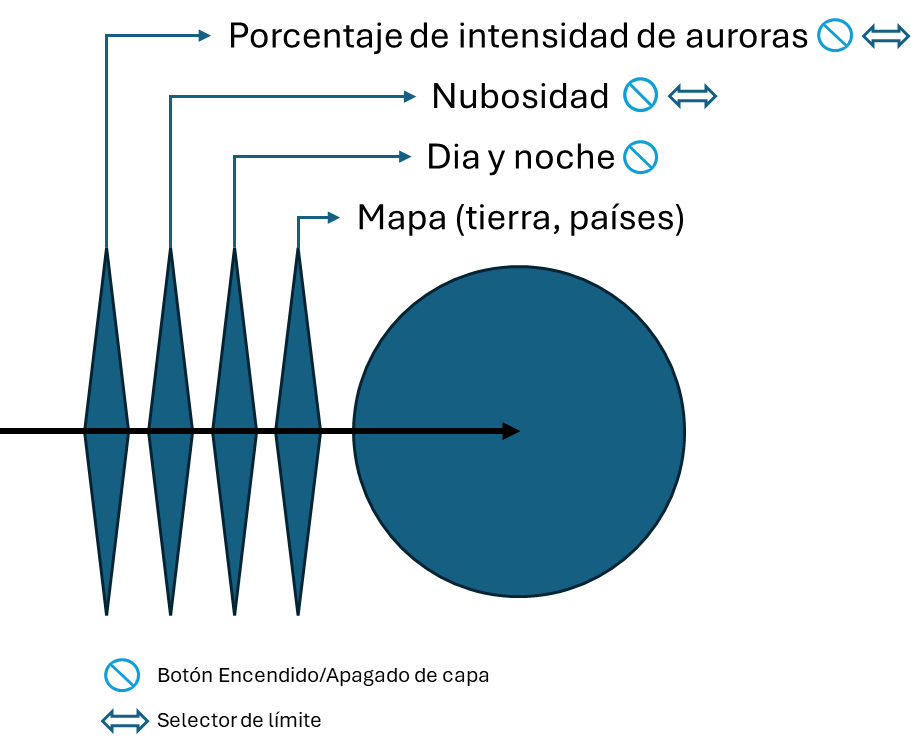 Porcentaje de intensidad de auroras
Nubosidad
Dia y noche
Mapa (tierra, países)
Botón Encendido/Apagado de capa
Selector de límite